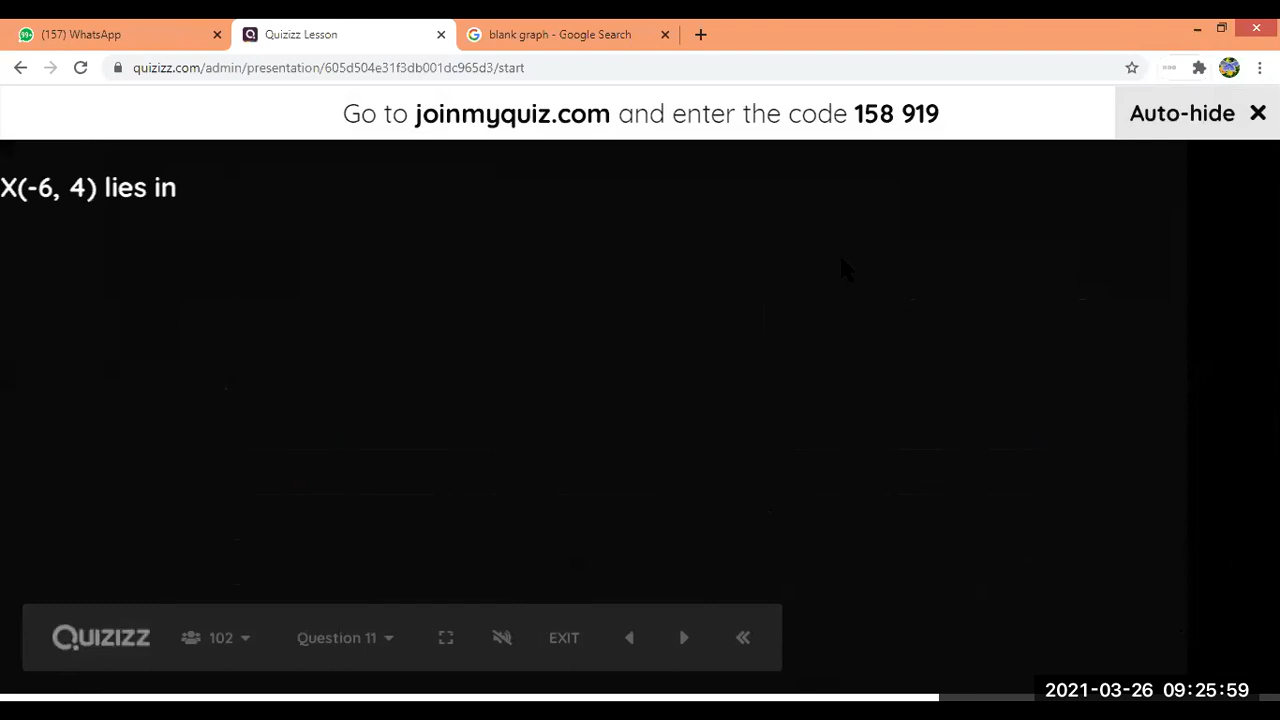 (157) WhatsApp
Quizizz Lesson
blank graph - Google Search
quizizz.com/admin/presentation/605d504e31f3db001dc965d3/start
Go to joinmyquiz.com and enter the code 158 919
Auto-hide
X(-6, 4) lies in
QUIZIZZ
102
Question 11
EXIT
2021-03-26 09:25:59